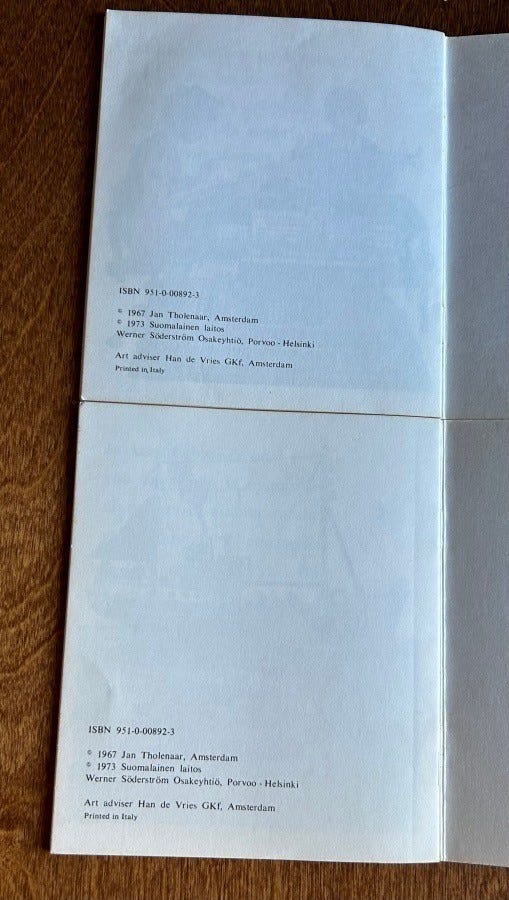 ISBN 951-0-00892-3
© 1967 Jan Tholenaar, Amsterdam
© 1973 Suomalainen laitos
Werner Söderström Osakeyhtiö, Porvoo - Helsinki
Art adviser Han de Vries GKf, Amsterdam
Printed in Italy
ISBN 951-0-00892-3
© 1967 Jan Tholenaar, Amsterdam
© 1973 Suomalainen laitos
Werner Söderström Osakeyhtiö, Porvoo - Helsinki
Art adviser Han de Vries GKf, Amsterdam
Printed in Italy